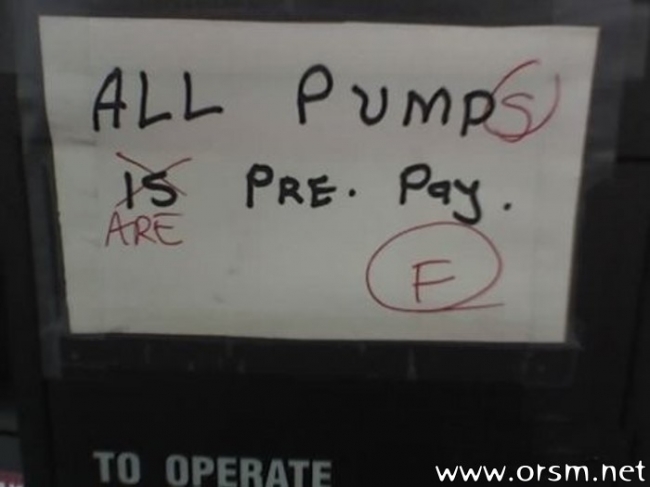 ALL PUMPS
IS PRE. Pay.
ARE
F
TO OPERATE
www.orsm.net